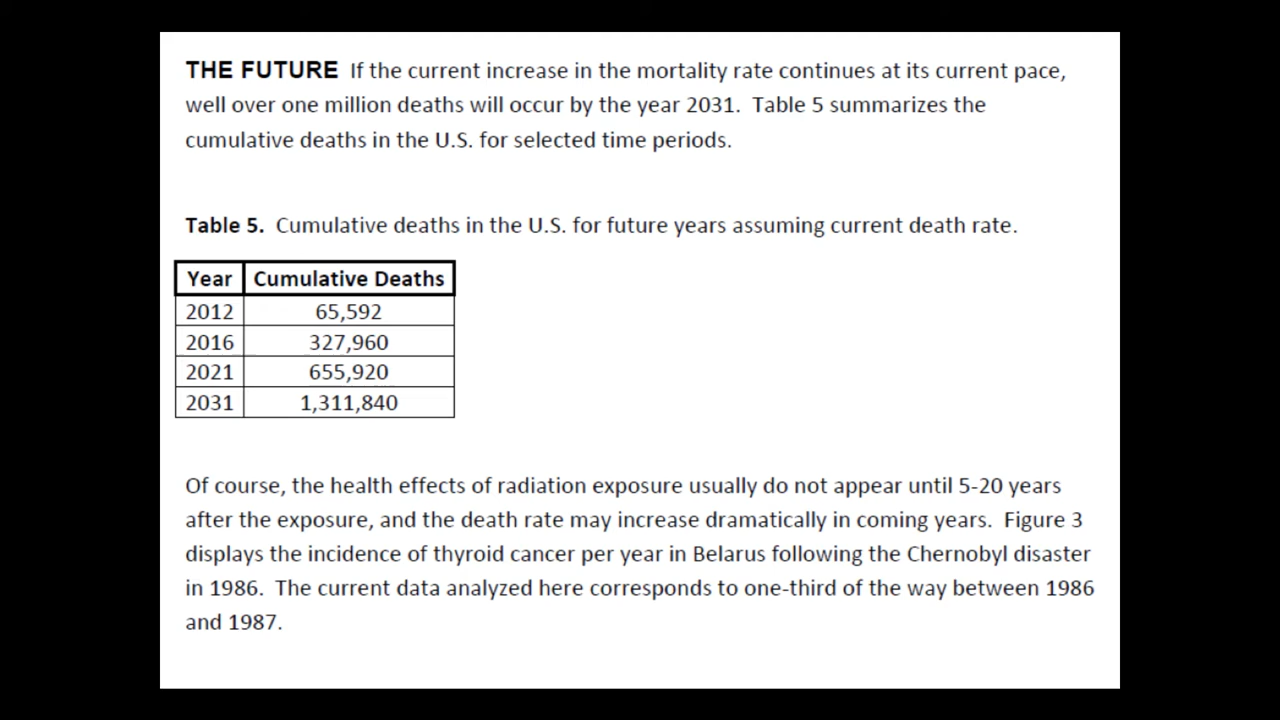 THE FUTURE If the current increase in the mortality rate continues at its current pace,
well over one million deaths will occur by the year 2031. Table 5 summarizes the
cumulative deaths in the U.S. for selected time periods.
Table 5. Cumulative deaths in the U.S. for future years assuming current death rate.
Year Cumulative Deaths
2012 65,592
2016 327,960
2021 655,920
2031 1,311,840
Of course, the health effects of radiation exposure usually do not appear until 5-20 years
after the exposure, and the death rate may increase dramatically in coming years. Figure 3
displays the incidence of thyroid cancer per year in Belarus following the Chernobyl disaster
in 1986. The current data analyzed here corresponds to one-third of the way between 1986
and 1987.